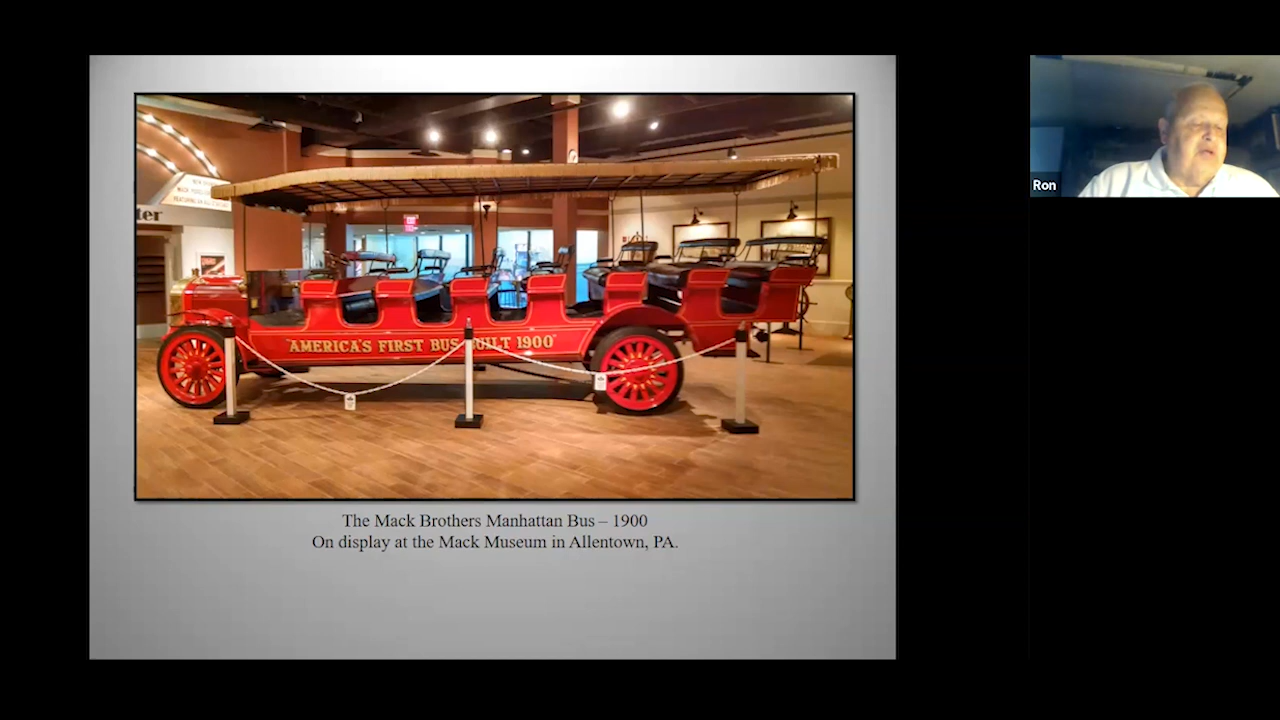 "AMERICA'S FIRST BUS BUILT 1900"
The Mack Brothers Manhattan Bus – 1900
On display at the Mack Museum in Allentown, PA.
Ron